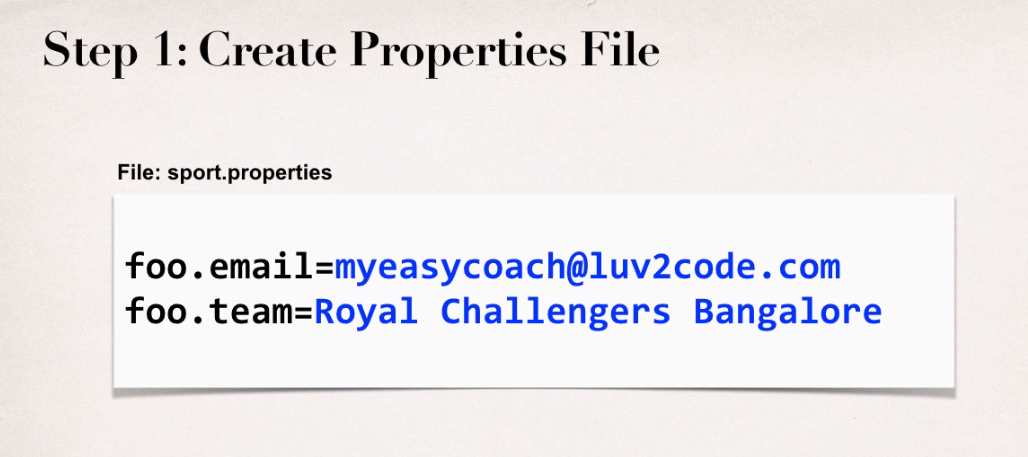 Step 1: Create Properties File
File: sport.properties
foo.email=myeasycoach@luv2code.com
foo.team=Royal Challengers Bangalore